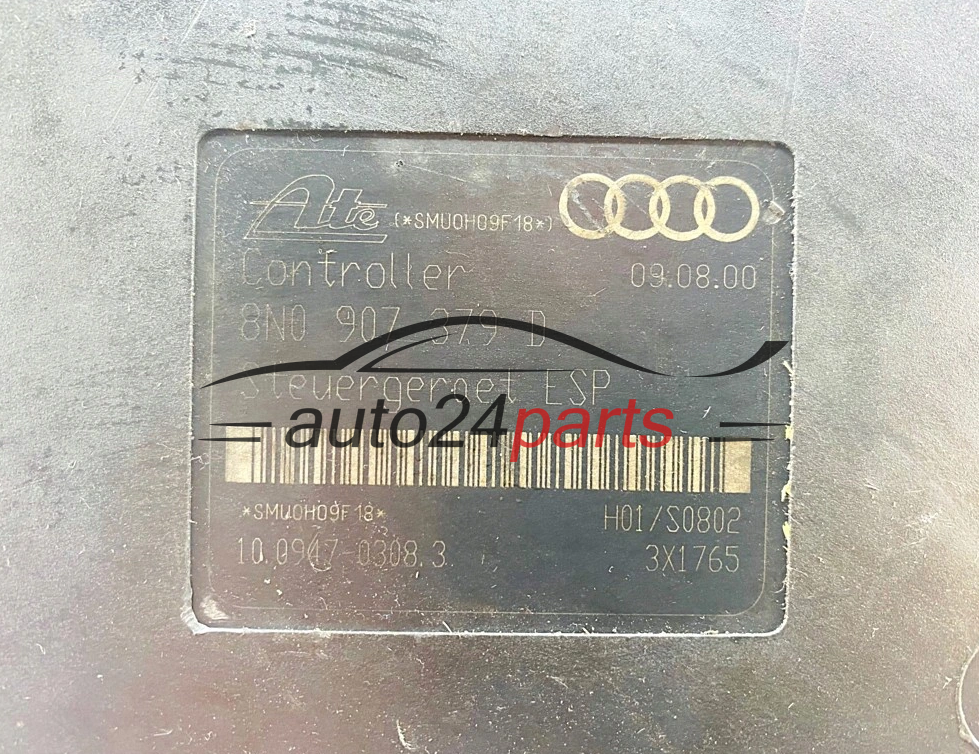 Ate (*SMU0H09F18*)
Controller 09.08.00
8N0 907 379 D
Steuergeraet ESP
auto24parts
*SMU0H09F18* H01/S0802
10.0947-0308.3 3X1765